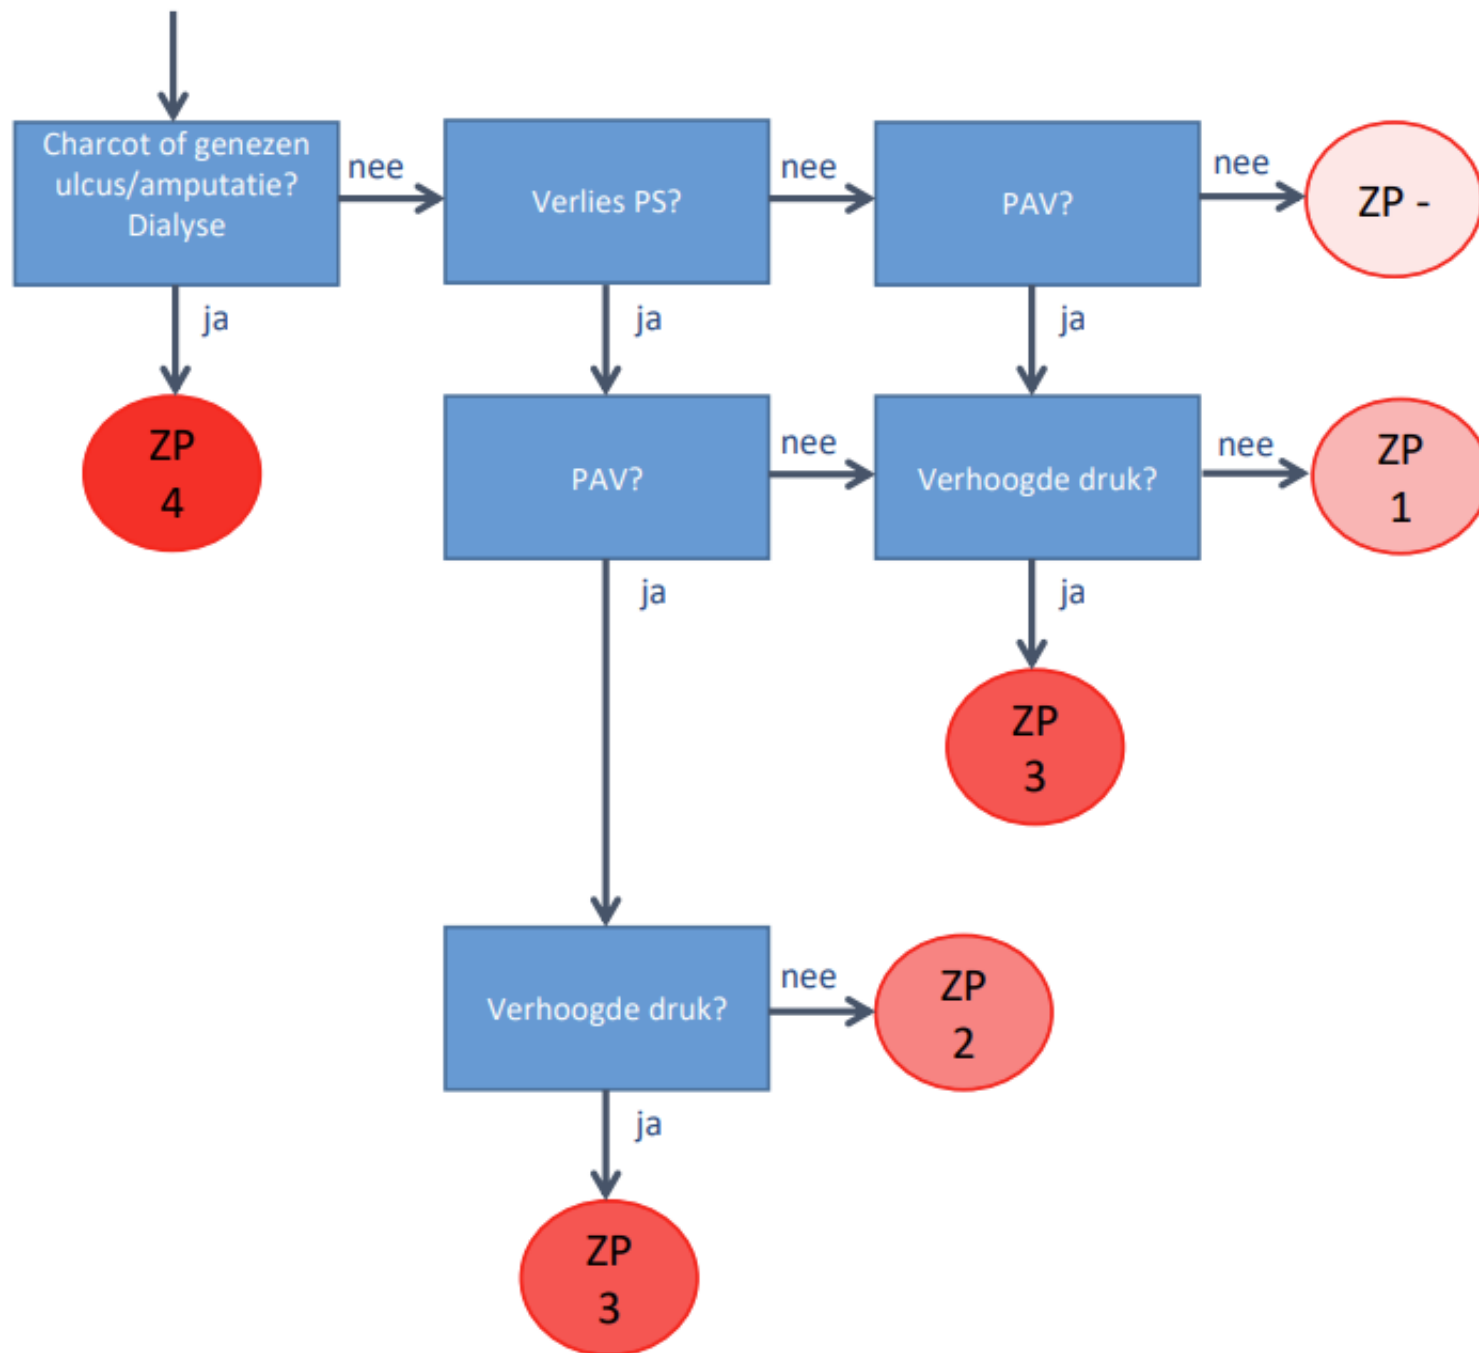 Charcot of genezen
ulcus/amputatie?
Dialyse
nee
Verlies PS?
nee
PAV?
nee
ZP -
ja
ja
ja
ZP
4
PAV?
nee
Verhoogde druk?
nee
ZP
1
ja
ja
ZP
3
Verhoogde druk?
nee
ZP
2
ja
ZP
3